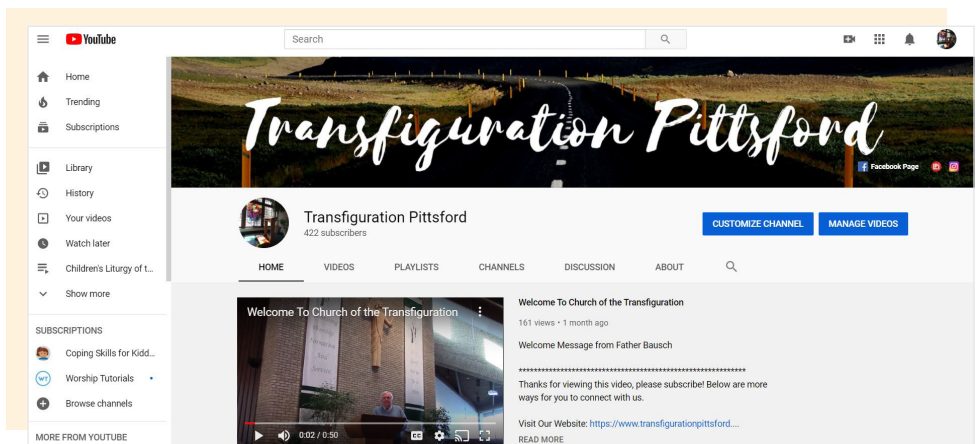 YouTube
Search
Home
Trending
Subscriptions
Library
History
Your videos
Watch later
Children's Liturgy of t...
Show more
SUBSCRIPTIONS
Coping Skills for Kidd...
WT Worship Tutorials
Browse channels
MORE FROM YOUTUBE
Transfiguration Pittsford
Facebook Page
Transfiguration Pittsford
422 subscribers
CUSTOMIZE CHANNEL
MANAGE VIDEOS
HOME VIDEOS PLAYLISTS CHANNELS DISCUSSION ABOUT
Welcome To Church of the Transfiguration
0:02 / 0:50
CC
Welcome To Church of the Transfiguration
161 views • 1 month ago
Welcome Message from Father Bausch
************************************************************
Thanks for viewing this video, please subscribe! Below are more
ways for you to connect with us.
Visit Our Website: https://www.transfigurationpittsford....
READ MORE